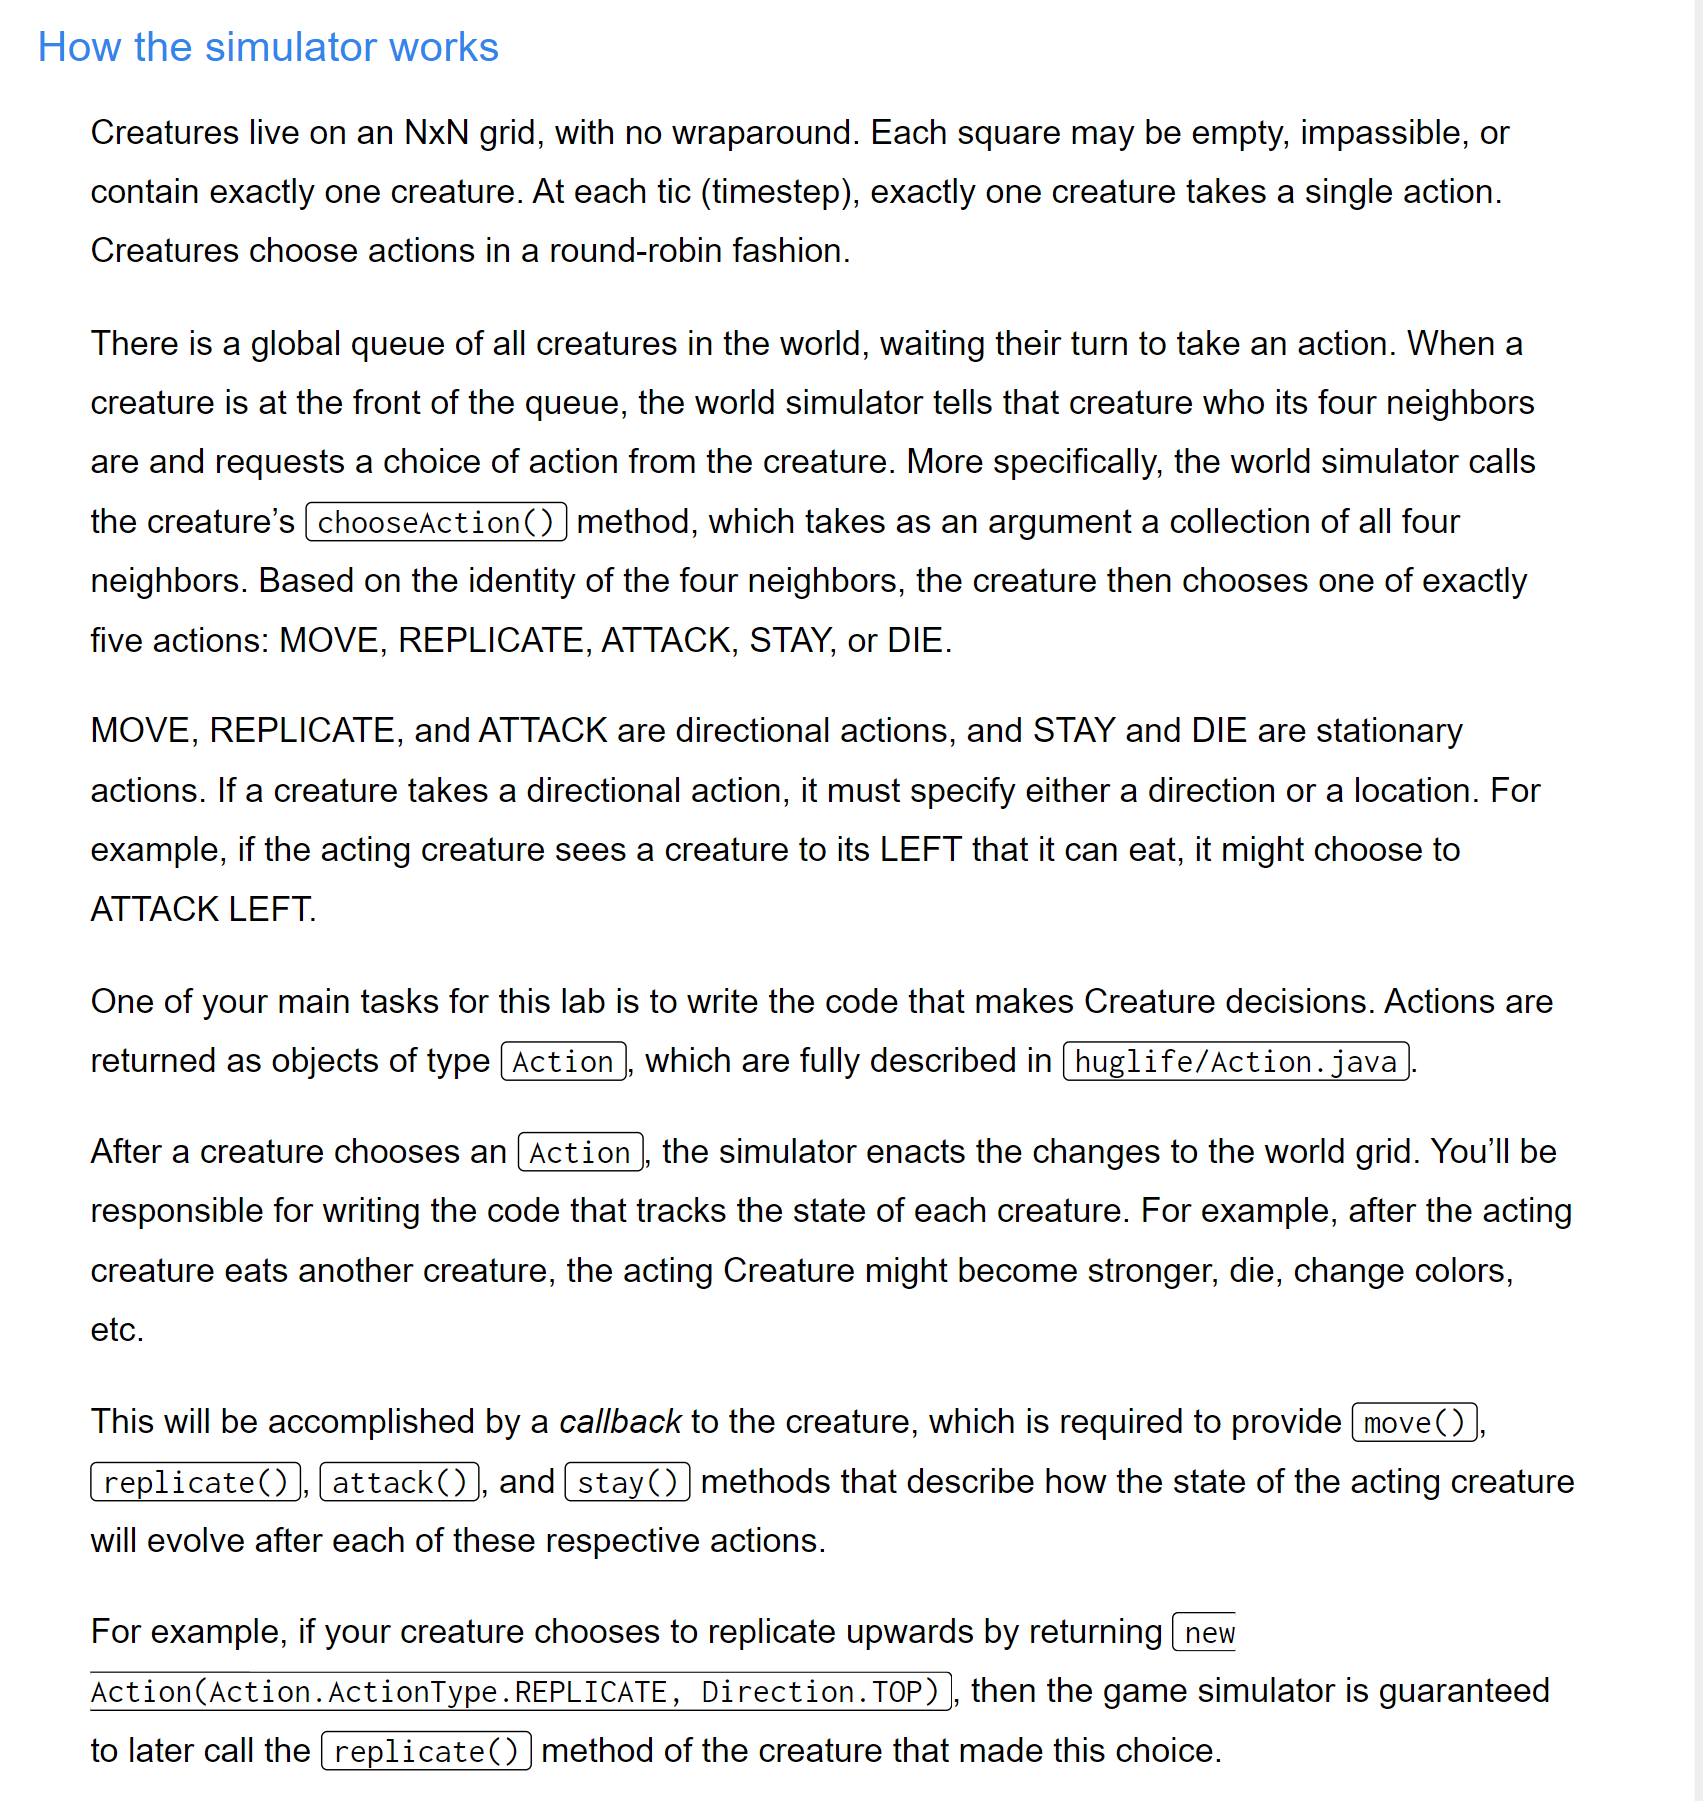 How the simulator works
Creatures live on an NxN grid, with no wraparound. Each square may be empty, impassible, or
contain exactly one creature. At each tic (timestep), exactly one creature takes a single action.
Creatures choose actions in a round-robin fashion.
There is a global queue of all creatures in the world, waiting their turn to take an action. When a
creature is at the front of the queue, the world simulator tells that creature who its four neighbors
are and requests a choice of action from the creature. More specifically, the world simulator calls
the creature’s chooseAction() method, which takes as an argument a collection of all four
neighbors. Based on the identity of the four neighbors, the creature then chooses one of exactly
five actions: MOVE, REPLICATE, ATTACK, STAY, or DIE.
MOVE, REPLICATE, and ATTACK are directional actions, and STAY and DIE are stationary
actions. If a creature takes a directional action, it must specify either a direction or a location. For
example, if the acting creature sees a creature to its LEFT that it can eat, it might choose to
ATTACK LEFT.
One of your main tasks for this lab is to write the code that makes Creature decisions. Actions are
returned as objects of type Action, which are fully described in huglife/Action.java.
After a creature chooses an Action, the simulator enacts the changes to the world grid. You’ll be
responsible for writing the code that tracks the state of each creature. For example, after the acting
creature eats another creature, the acting Creature might become stronger, die, change colors,
etc.
This will be accomplished by a callback to the creature, which is required to provide move(),
replicate(), attack(), and stay() methods that describe how the state of the acting creature
will evolve after each of these respective actions.
For example, if your creature chooses to replicate upwards by returning new
Action(Action.ActionType.REPLICATE, Direction.TOP), then the game simulator is guaranteed
to later call the replicate() method of the creature that made this choice.